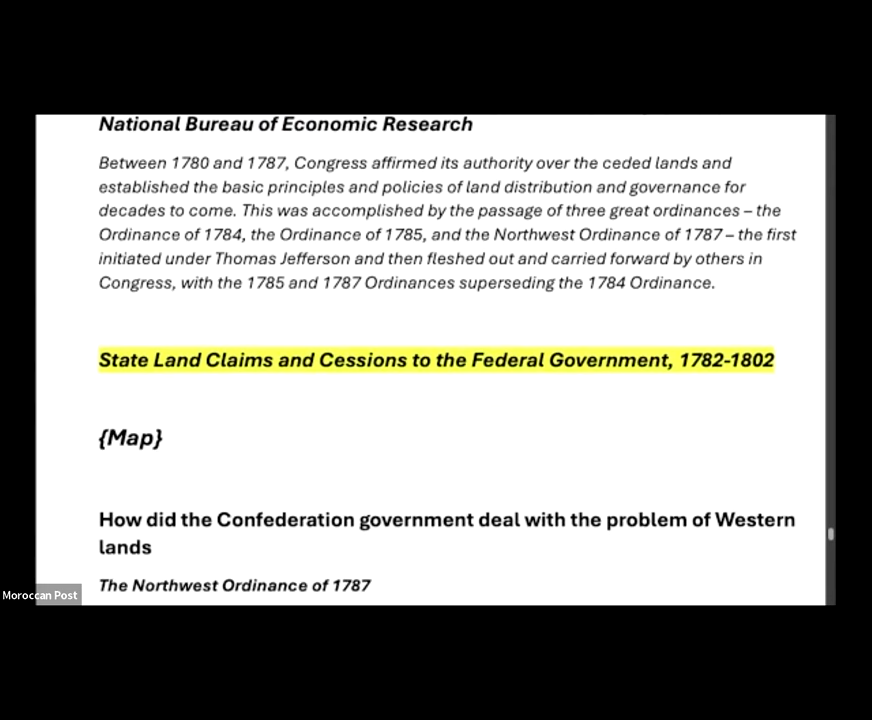 National Bureau of Economic Research
Between 1780 and 1787, Congress affirmed its authority over the ceded lands and
established the basic principles and policies of land distribution and governance for
decades to come. This was accomplished by the passage of three great ordinances – the
Ordinance of 1784, the Ordinance of 1785, and the Northwest Ordinance of 1787 – the first
initiated under Thomas Jefferson and then fleshed out and carried forward by others in
Congress, with the 1785 and 1787 Ordinances superseding the 1784 Ordinance.
State Land Claims and Cessions to the Federal Government, 1782-1802
{Map}
How did the Confederation government deal with the problem of Western
lands
The Northwest Ordinance of 1787
Moroccan Post